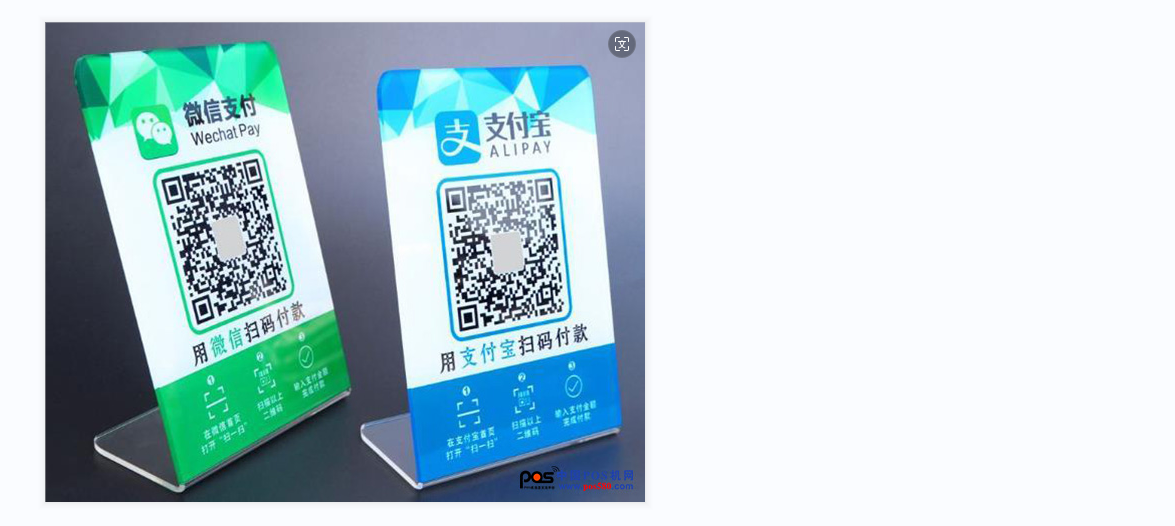 微信支付
Wechat Pay
用微信扫码付款
1
2
3
在微信首页
打开“扫一扫”
扫描以上
二维码
输入支付金额
完成付款
支付宝
ALIPAY
用支付宝扫码付款
1
2
3
在支付宝首页
打开“扫一扫”
扫描以上
二维码
输入支付金额
完成付款
pos